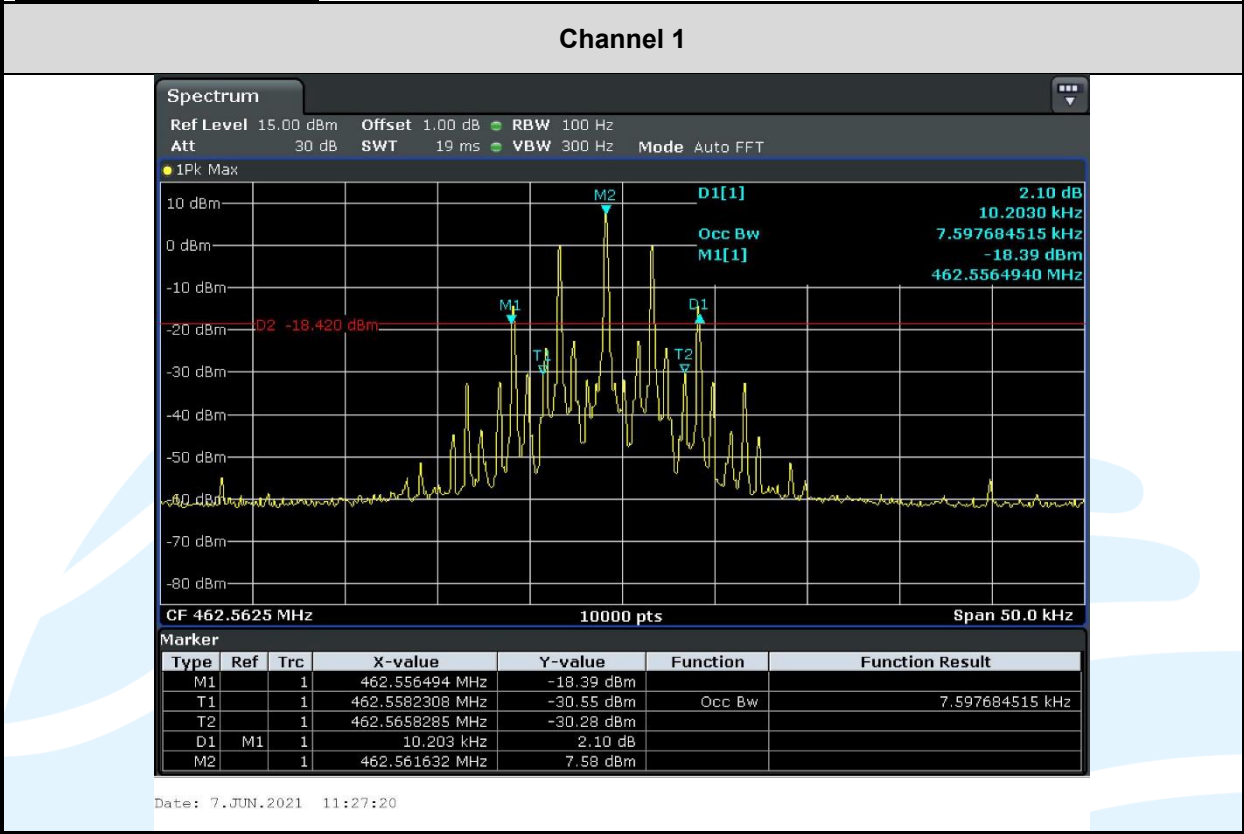 Channel 1
Spectrum
Ref Level 15.00 dBm Offset 1.00 dB RBW 100 Hz
Att 30 dB SWT 19 ms VBW 300 Hz Mode Auto FFT
1Pk Max
M2 D1[1] 2.10 dB
10 dBm 10.2030 kHz
Occ Bw 7.597684515 kHz
0 dBm
M1[1] -18.39 dBm
462.5564940 MHz
-10 dBm
M1 D1
-20 dBm D2 -18.420 dBm
T1 T2
-30 dBm
-40 dBm
-50 dBm
-60 dBm
-70 dBm
-80 dBm
CF 462.5625 MHz 10000 pts Span 50.0 kHz
Marker
Type Ref Trc X-value Y-value Function Function Result
M1 1 462.556494 MHz -18.39 dBm
T1 1 462.5582308 MHz -30.55 dBm Occ Bw 7.597684515 kHz
T2 1 462.5658285 MHz -30.28 dBm
D1 M1 1 10.203 kHz 2.10 dB
M2 1 462.561632 MHz 7.58 dBm
Date: 7.JUN.2021 11:27:20